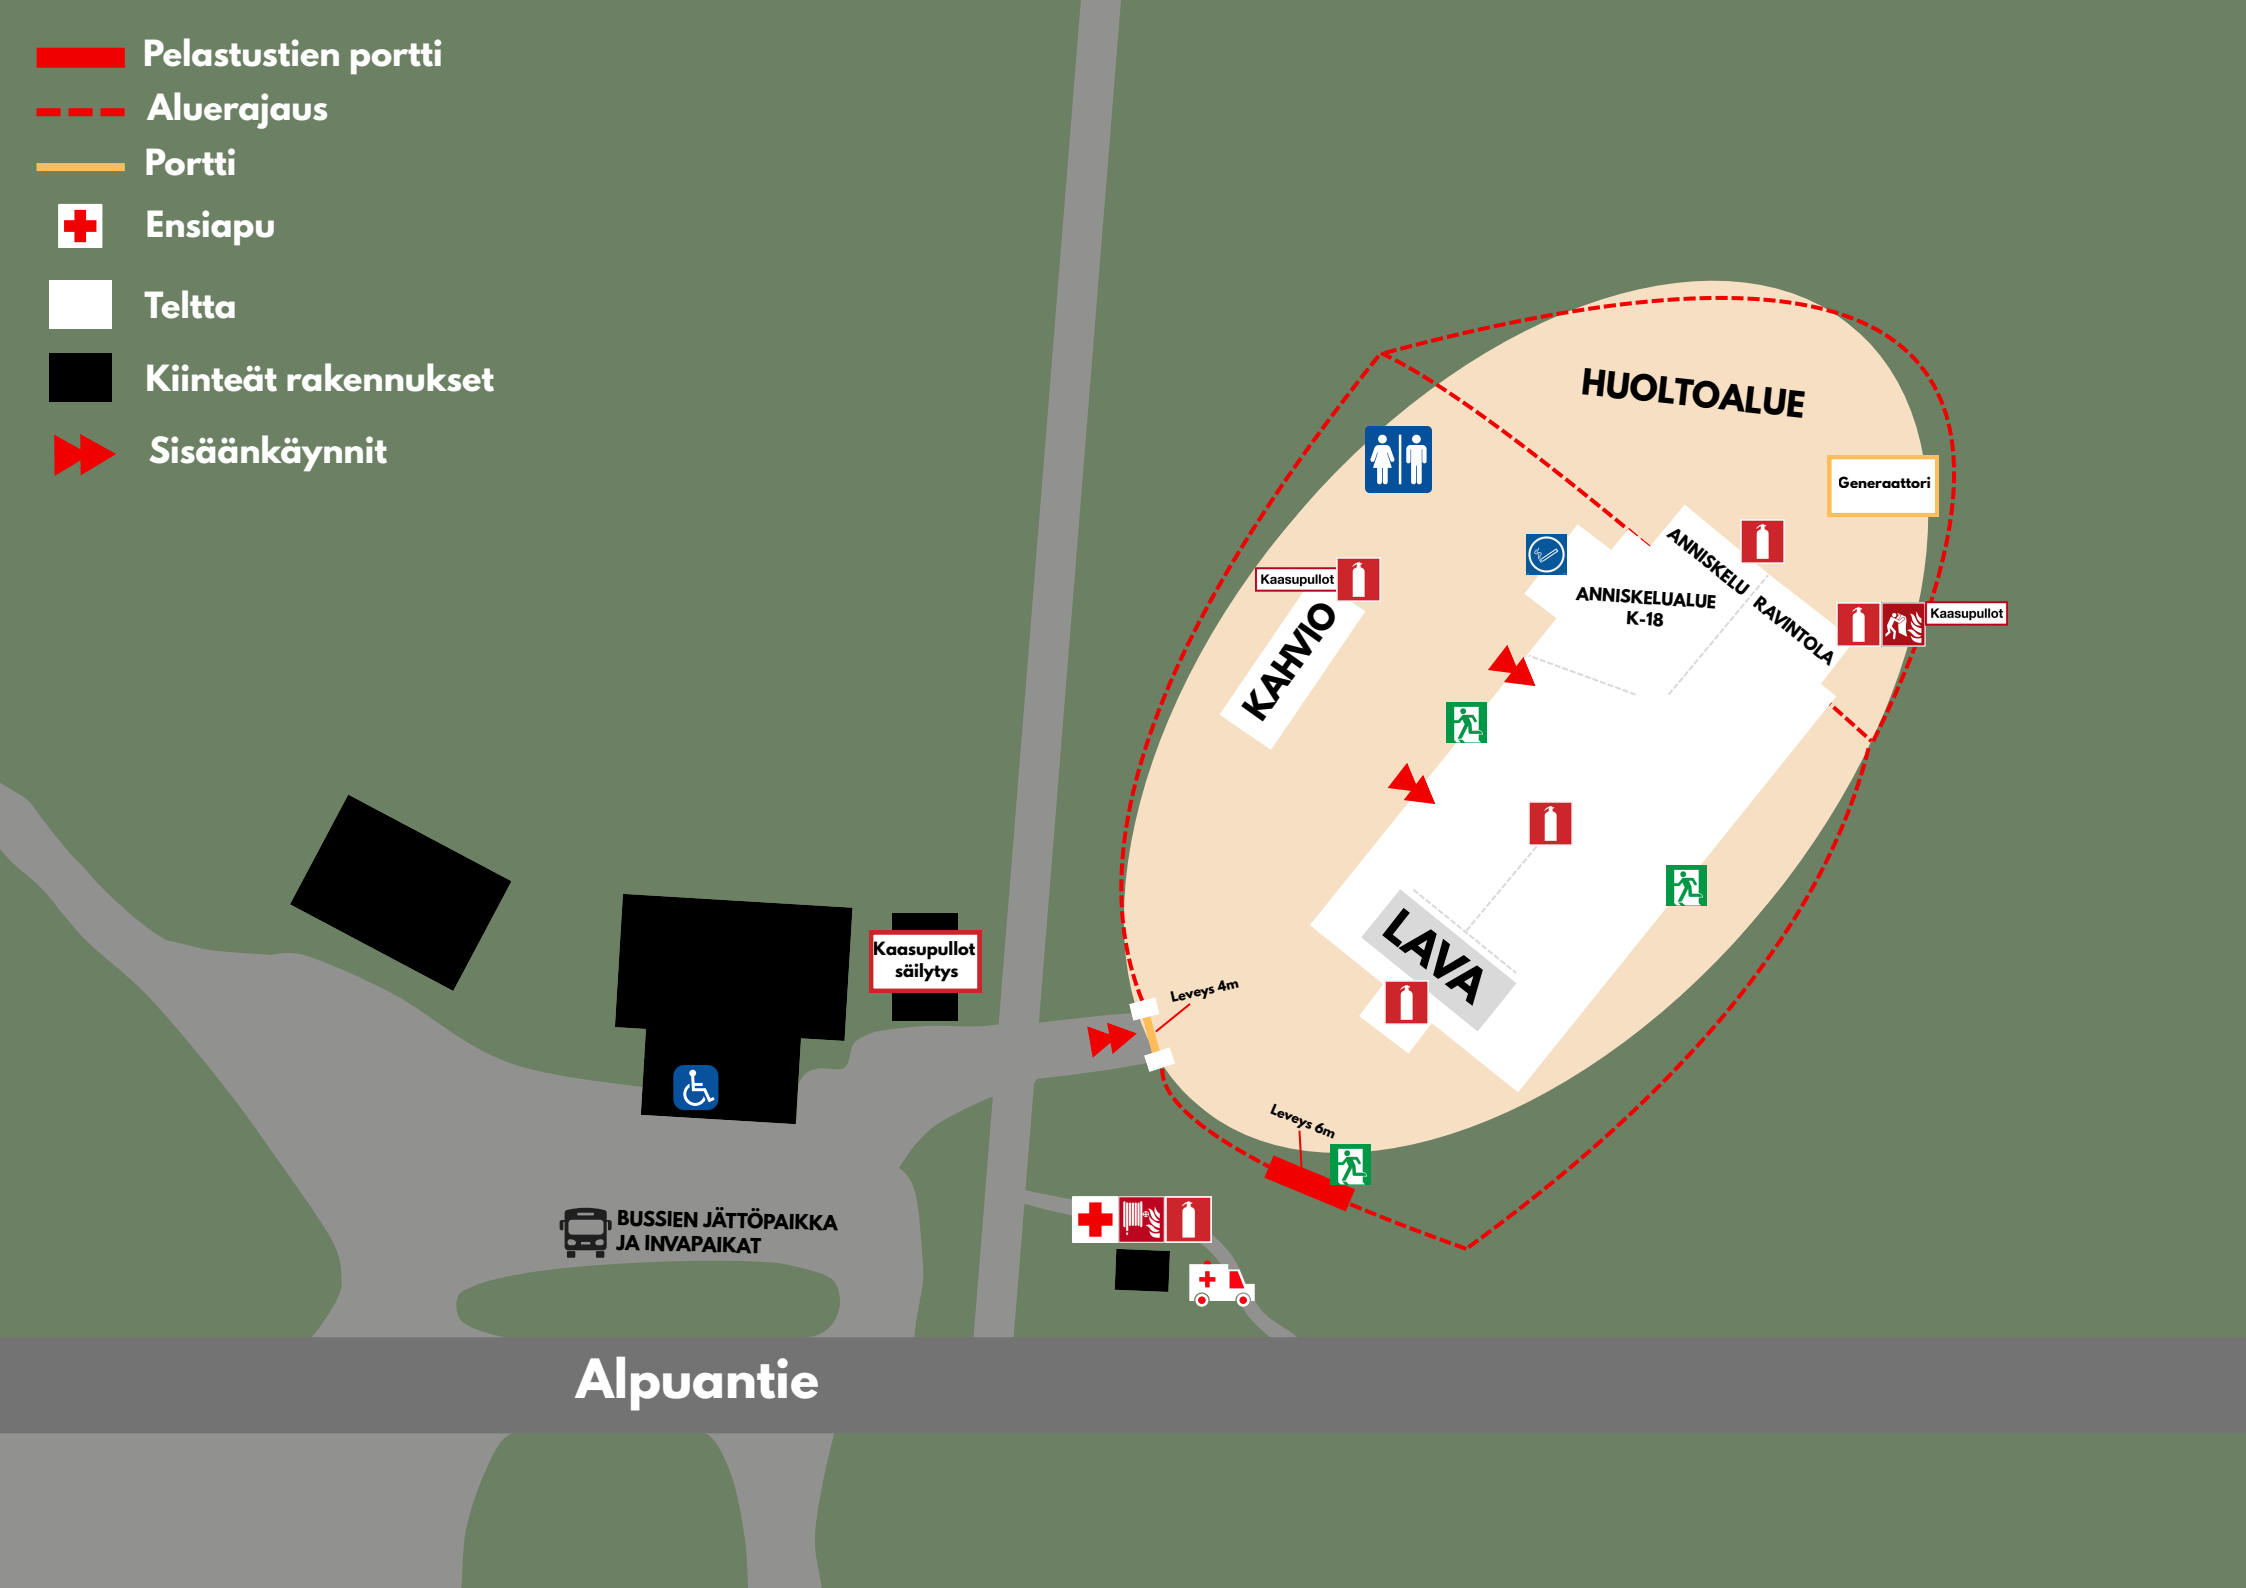 Pelastustien portti
Aluerajaus
Portti
Ensiapu
Teltta
Kiinteät rakennukset
Sisäänkäynnit
HUOLTOALUE
Generaattori
ANNISKELU
RAVINTOLA
ANNISKELUALUE
K-18
Kaasupullot
Kaasupullot
KAHVIO
LAVA
Kaasupullot
säilytys
Leveys 4m
Leveys 6m
BUSSIEN JÄTTÖPAIKKA
JA INVAPAIKAT
Alpuantie